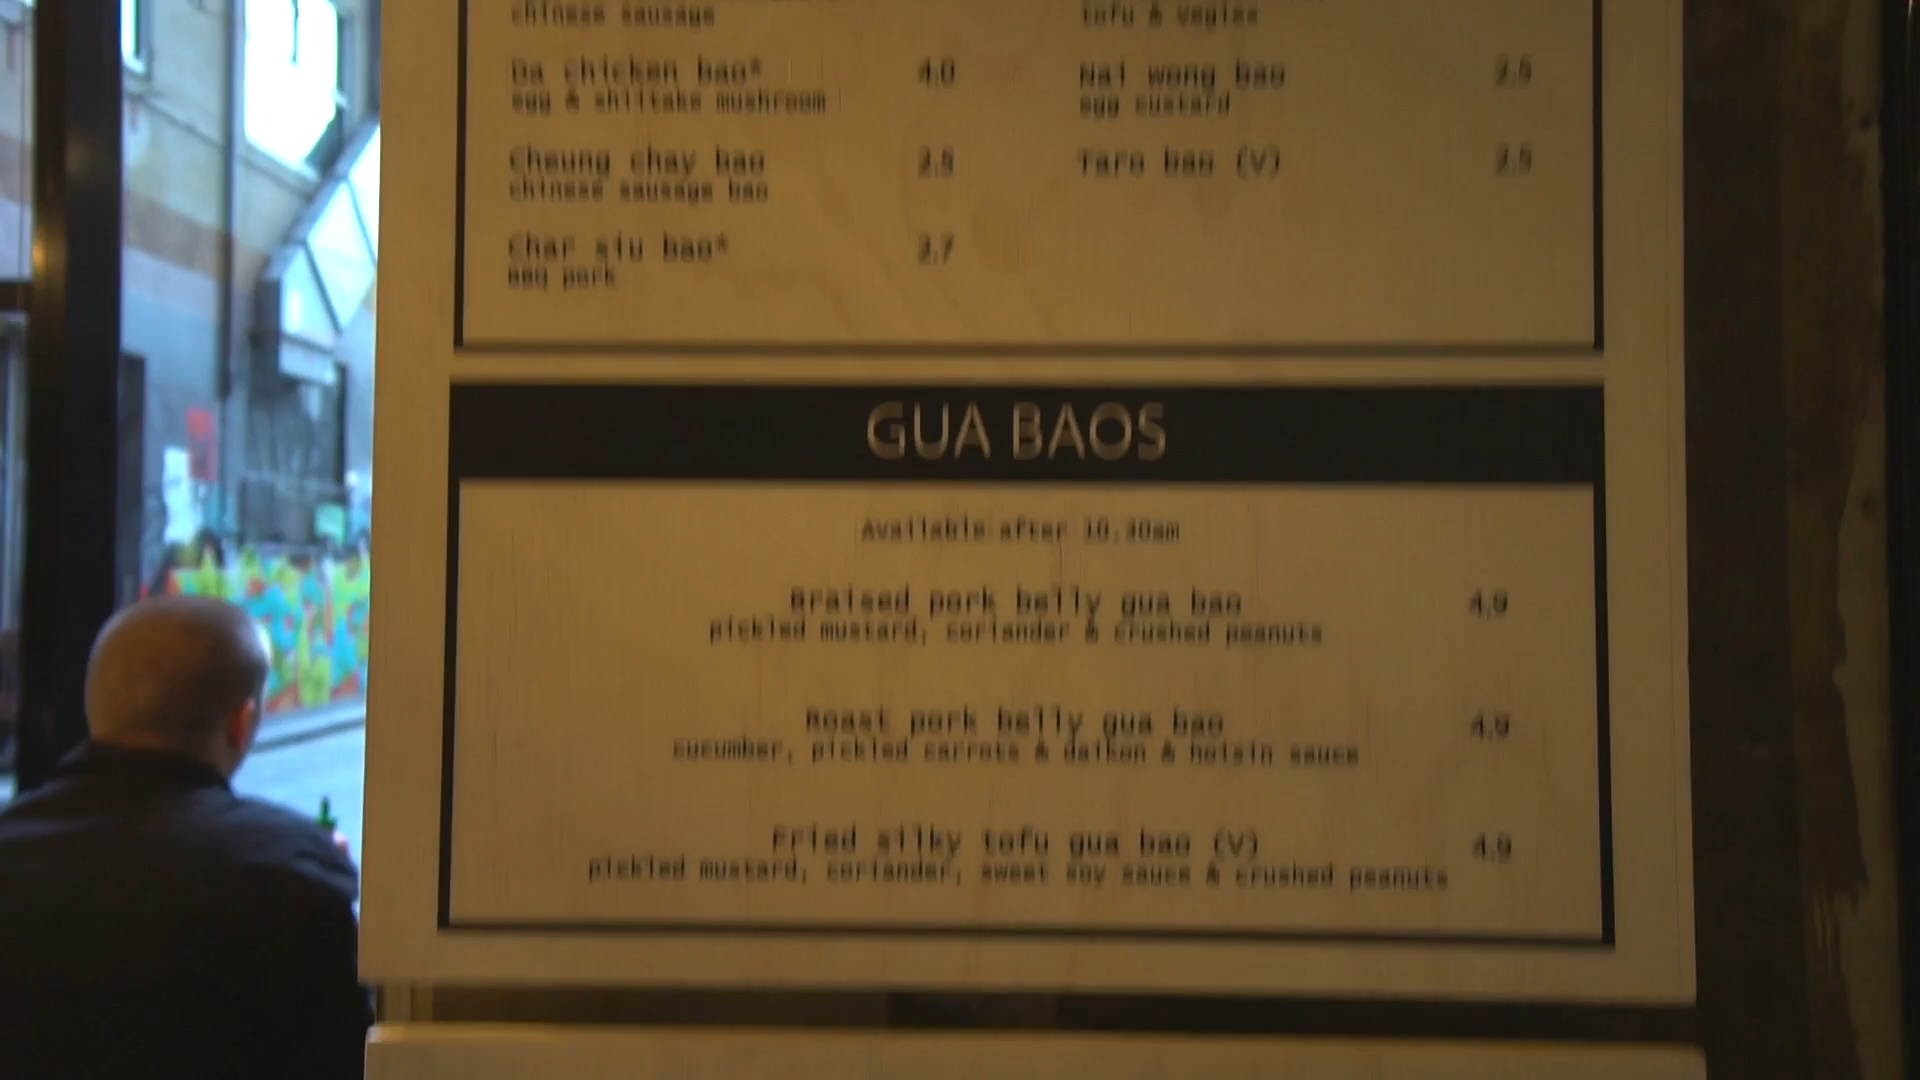 chinese sausage
Da chicken bao* 4.0
egg & shiitake mushroom
Cheung chay bao 2.5
chinese sausage bao
Char siu bao* 2.7
BBQ pork
tofu & vegies
Nai wong bao 2.5
egg custard
Taro bao (V) 2.5
GUA BAOS
Available after 10.30am
Braised pork belly gua bao 4.9
pickled mustard, coriander & crushed peanuts
Roast pork belly gua bao 4.9
cucumber, pickled carrots & daikon & hoisin sauce
Fried silky tofu gua bao (V) 4.9
pickled mustard, coriander, sweet soy sauce & crushed peanuts